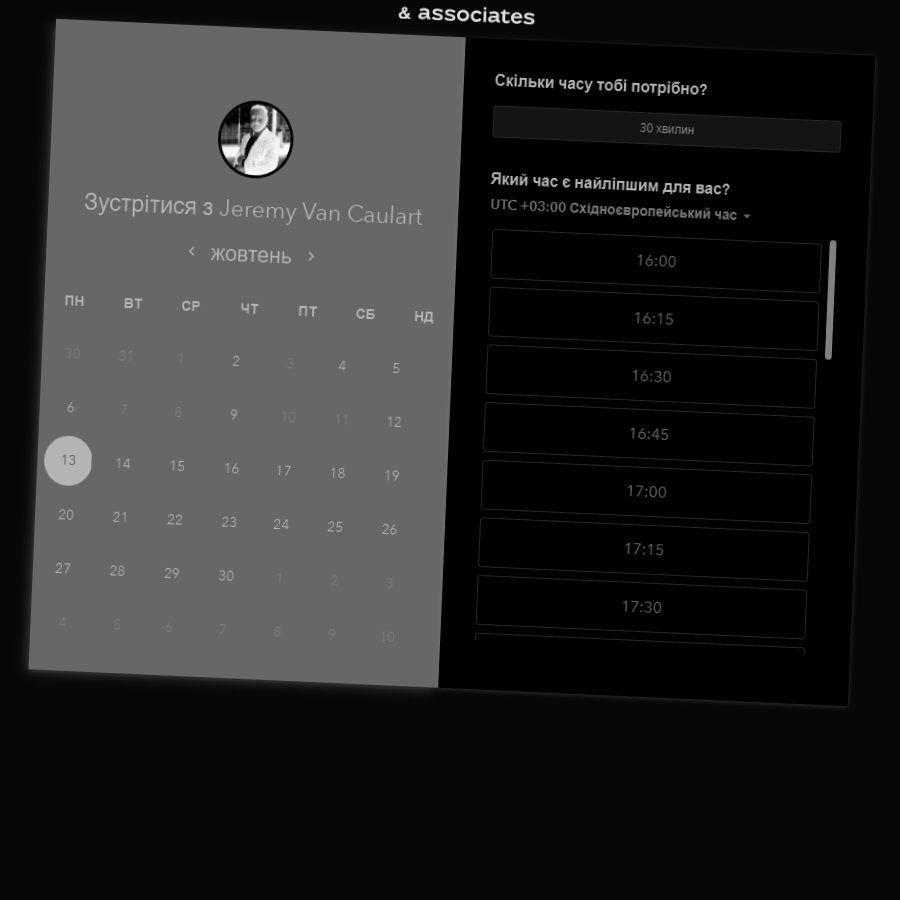 & associates
Зустрітися з Jeremy Van Caulart
жовтень
ПН ВТ СР ЧТ ПТ СБ НД
30 31 1 2 3 4 5
6 7 8 9 10 11 12
13 14 15 16 17 18 19
20 21 22 23 24 25 26
27 28 29 30 1 2 3
4 5 6 7 8 9 10
Скільки часу тобі потрібно?
30 хвилин
Який час є найліпшим для вас?
UTC +03:00 Східноєвропейський час
16:00
16:15
16:30
16:45
17:00
17:15
17:30